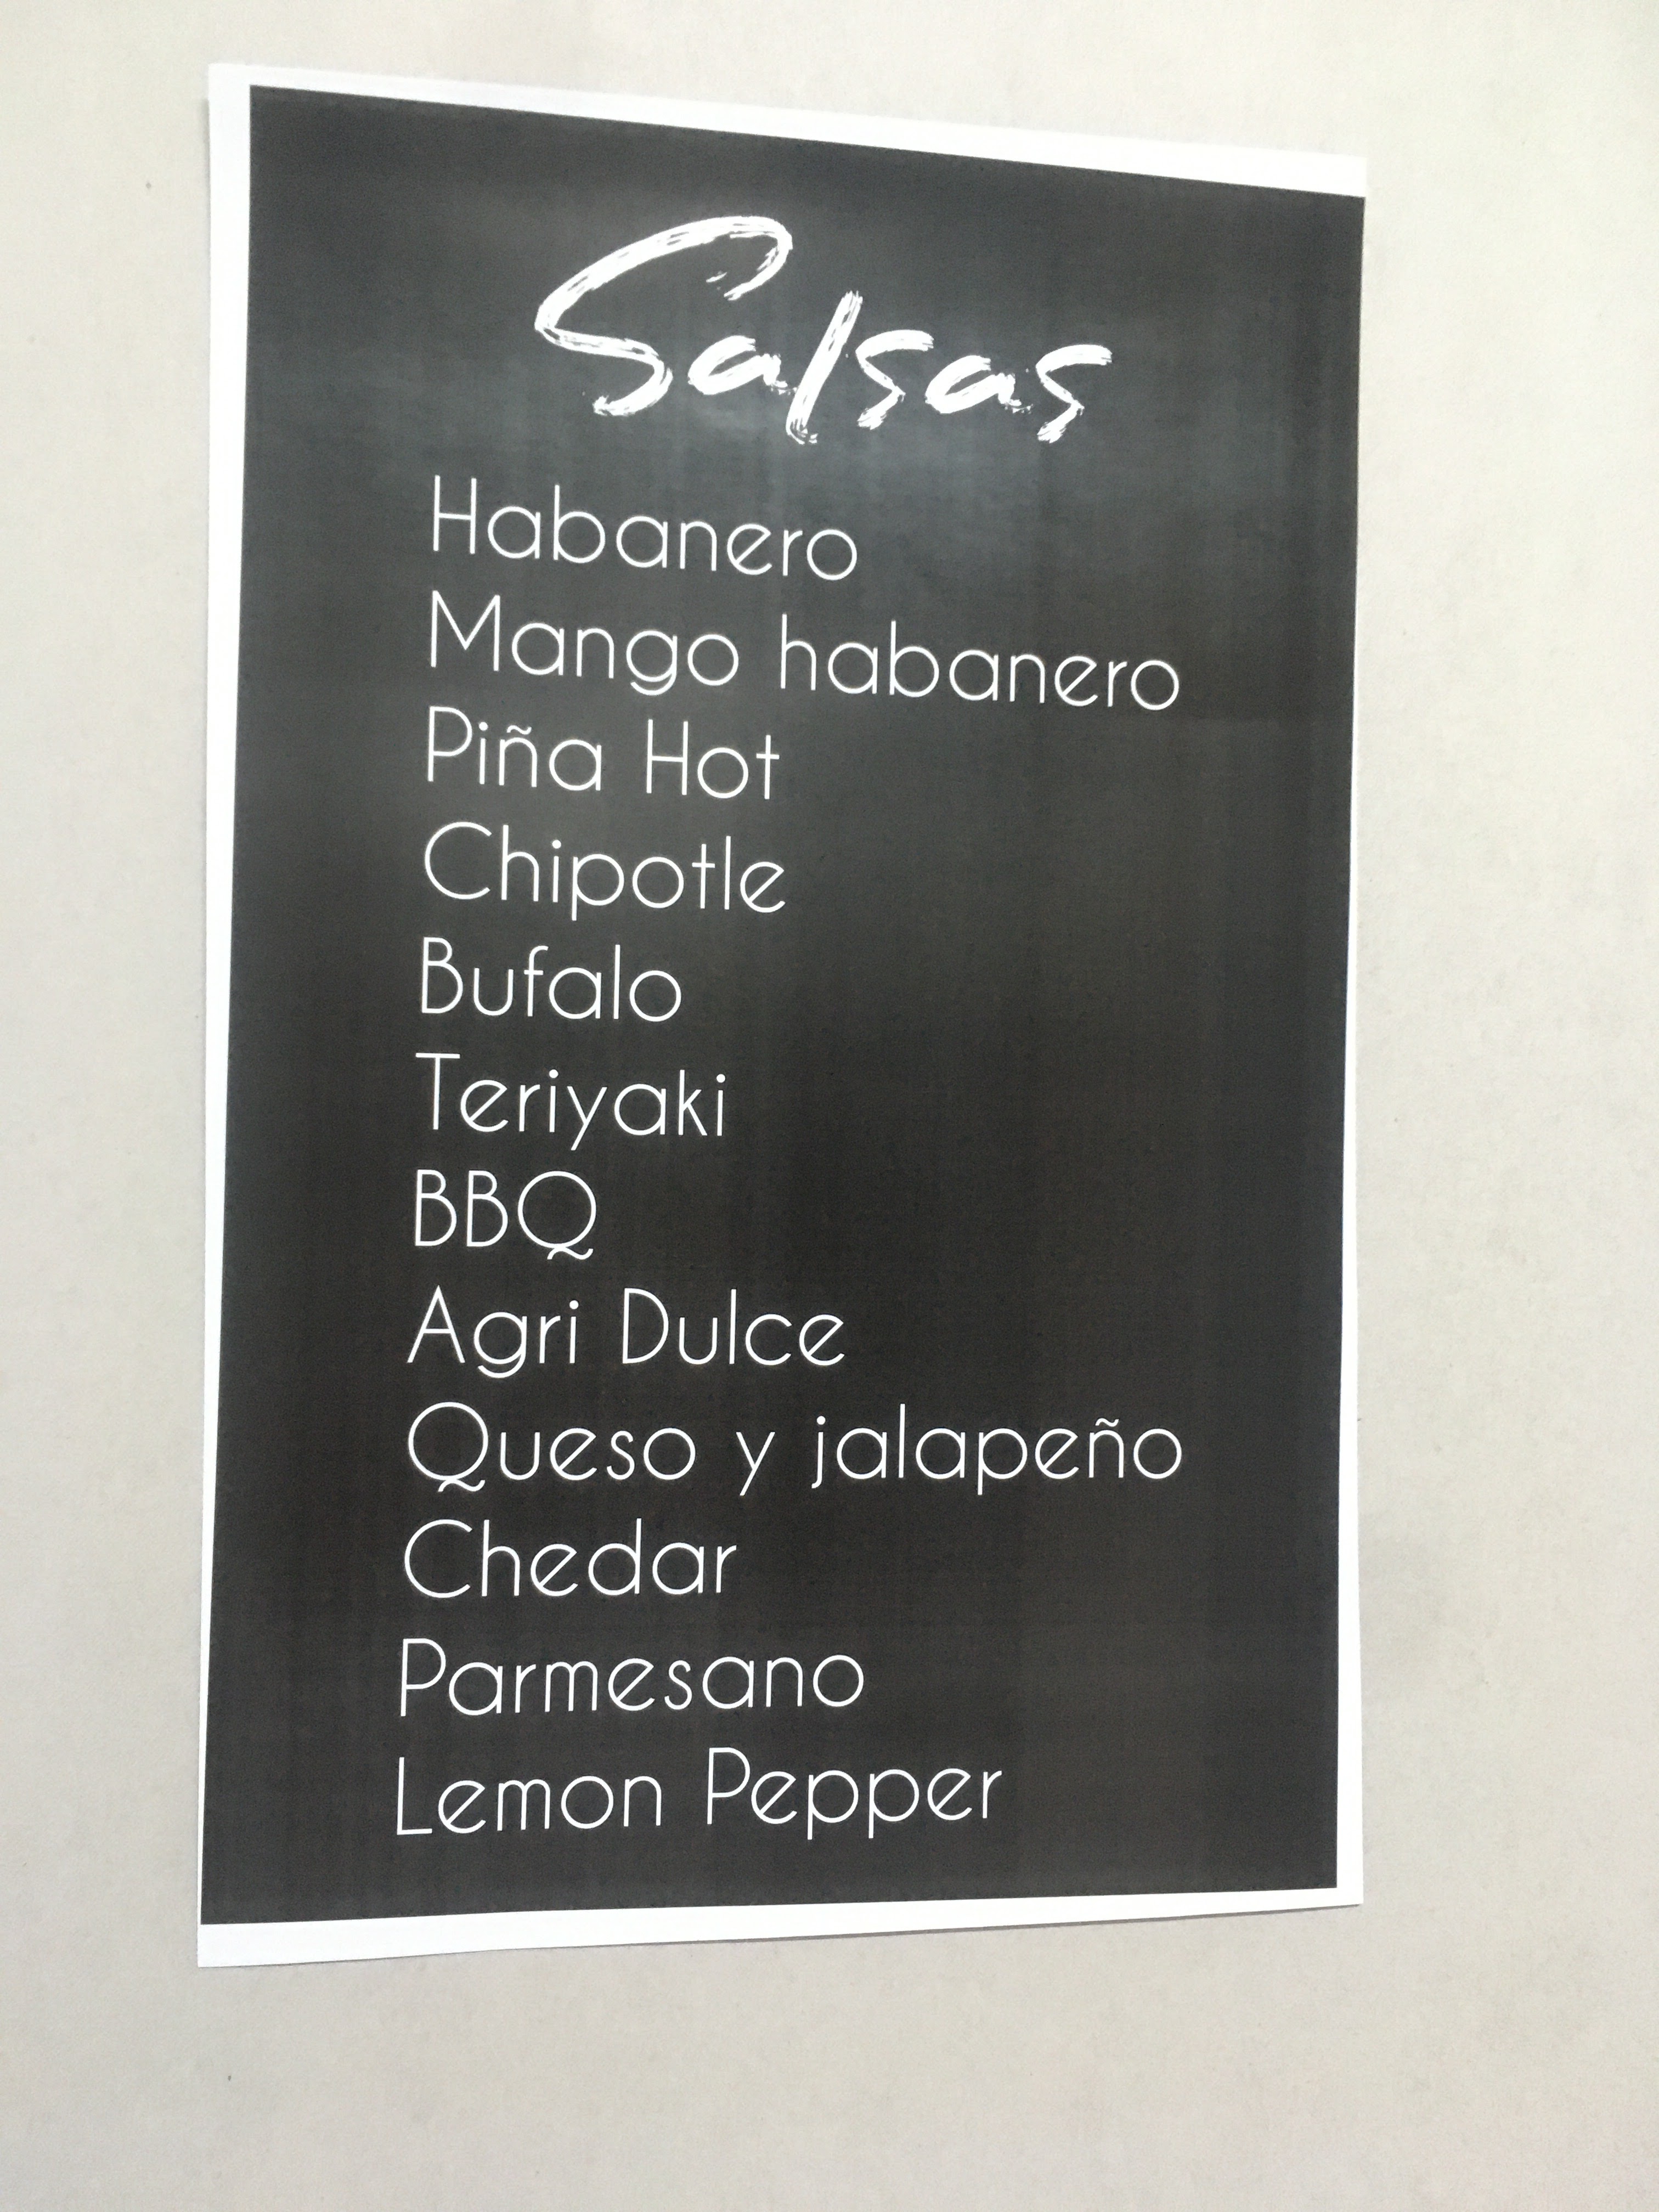 Salsas
Habanero
Mango habanero
Piña Hot
Chipotle
Bufalo
Teriyaki
BBQ
Agri Dulce
Queso y jalapeño
Chedar
Parmesano
Lemon Pepper